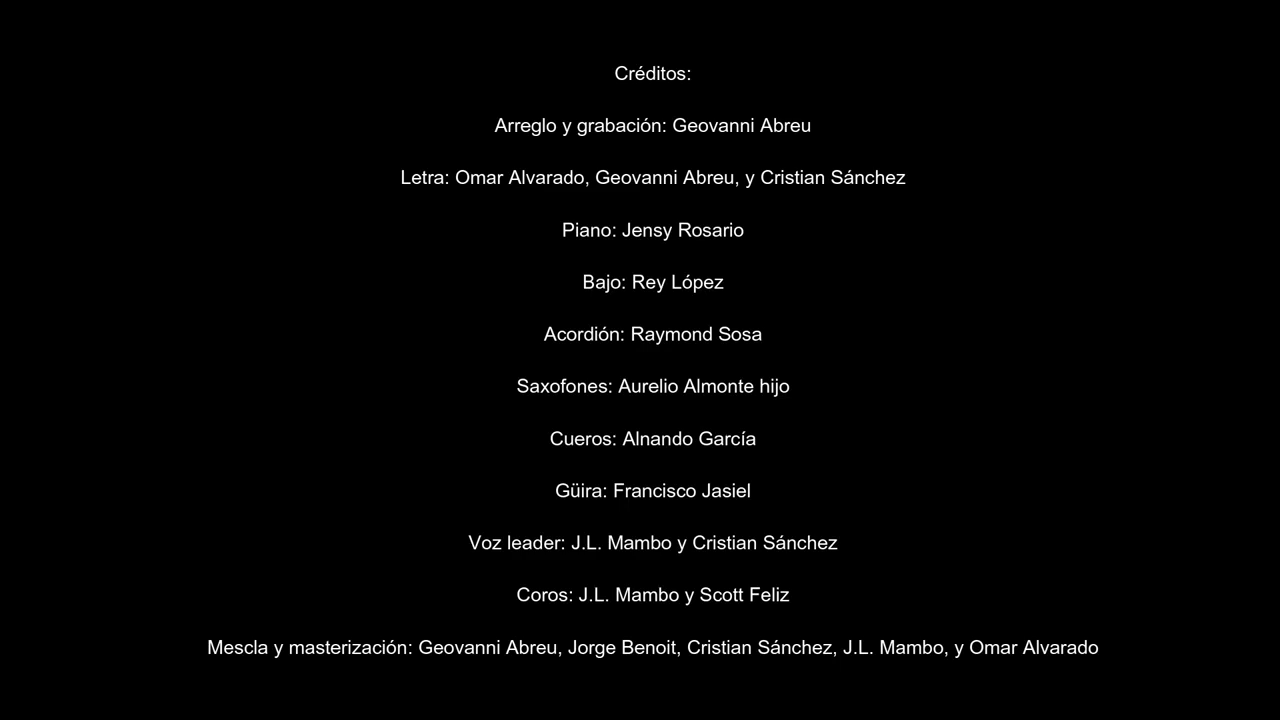 Créditos:
Arreglo y grabación: Geovanni Abreu
Letra: Omar Alvarado, Geovanni Abreu, y Cristian Sánchez
Piano: Jensy Rosario
Bajo: Rey López
Acordión: Raymond Sosa
Saxofones: Aurelio Almonte hijo
Cueros: Alnando García
Güira: Francisco Jasiel
Voz leader: J.L. Mambo y Cristian Sánchez
Coros: J.L. Mambo y Scott Feliz
Mescla y masterización: Geovanni Abreu, Jorge Benoit, Cristian Sánchez, J.L. Mambo, y Omar Alvarado